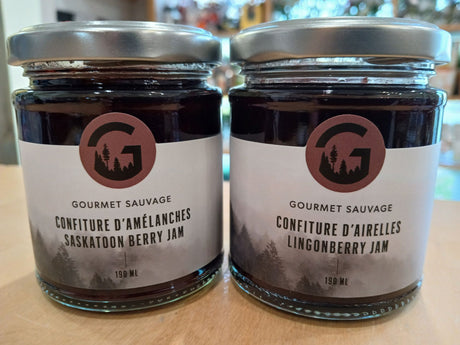 G
GOURMET SAUVAGE
CONFITURE D'AMÉLANCHES
SASKATOON BERRY JAM
190 ML
G
GOURMET SAUVAGE
CONFITURE D'AIRELLES
LINGONBERRY JAM
190 ML